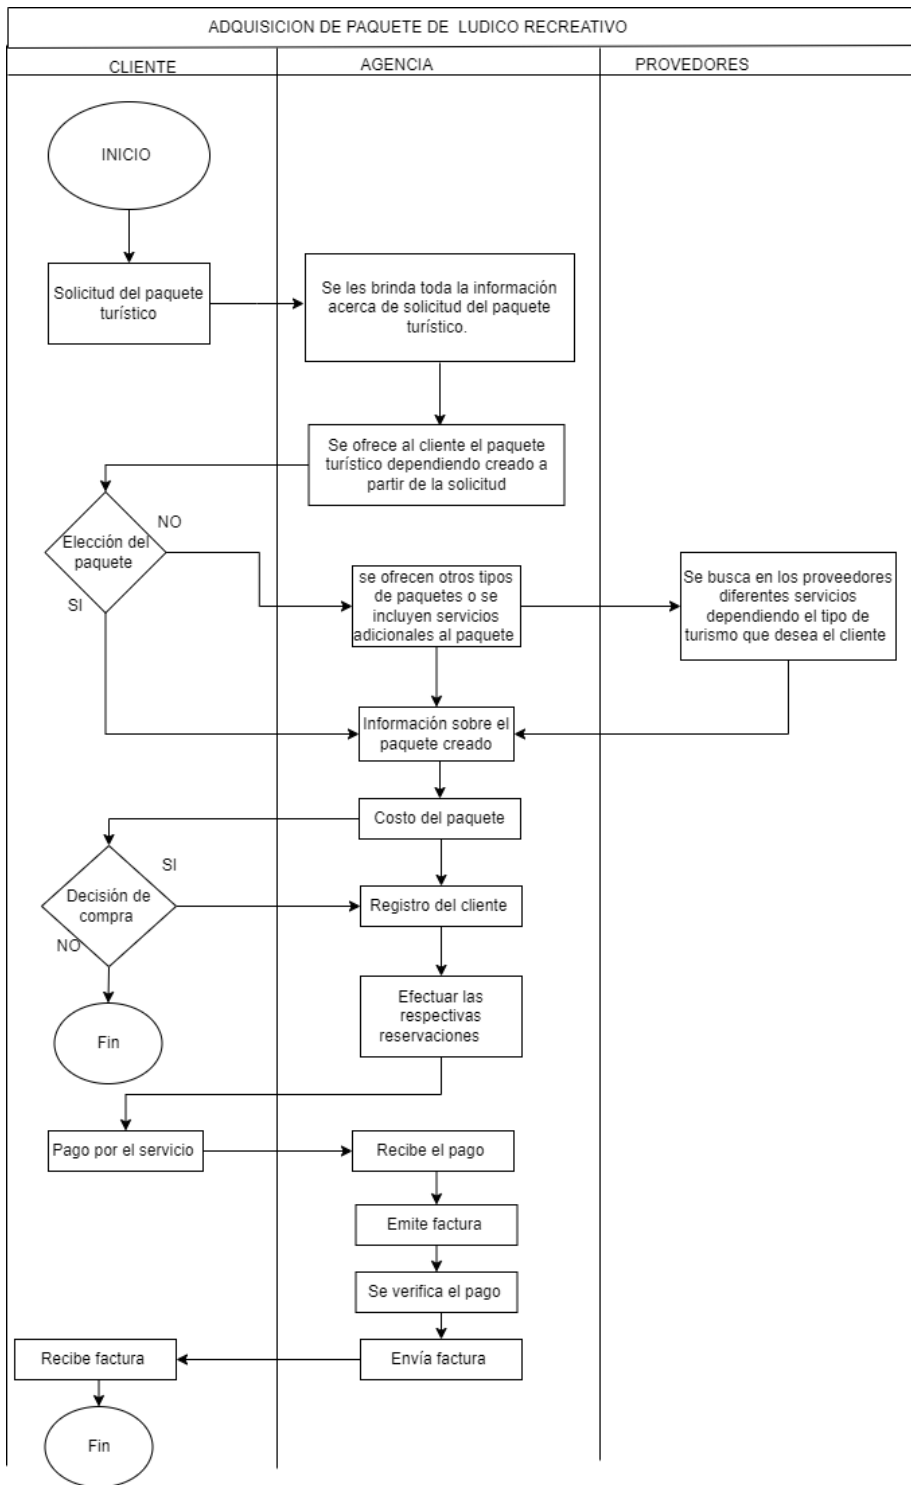 ADQUISICION DE PAQUETE DE LUDICO RECREATIVO
CLIENTE
AGENCIA
PROVEDORES
INICIO
Solicitud del paquete
turístico
Se les brinda toda la información
acerca de solicitud del paquete
turístico.
Se ofrece al cliente el paquete
turístico dependiendo creado a
partir de la solicitud
Elección del
paquete
NO
SI
se ofrecen otros tipos
de paquetes o se
incluyen servicios
adicionales al paquete
Se busca en los proveedores
diferentes servicios
dependiendo el tipo de
turismo que desea el cliente
Información sobre el
paquete creado
Costo del paquete
Decisión de
compra
SI
NO
Registro del cliente
Fin
Efectuar las
respectivas
reservaciones
Pago por el servicio
Recibe el pago
Emite factura
Se verifica el pago
Envía factura
Recibe factura
Fin